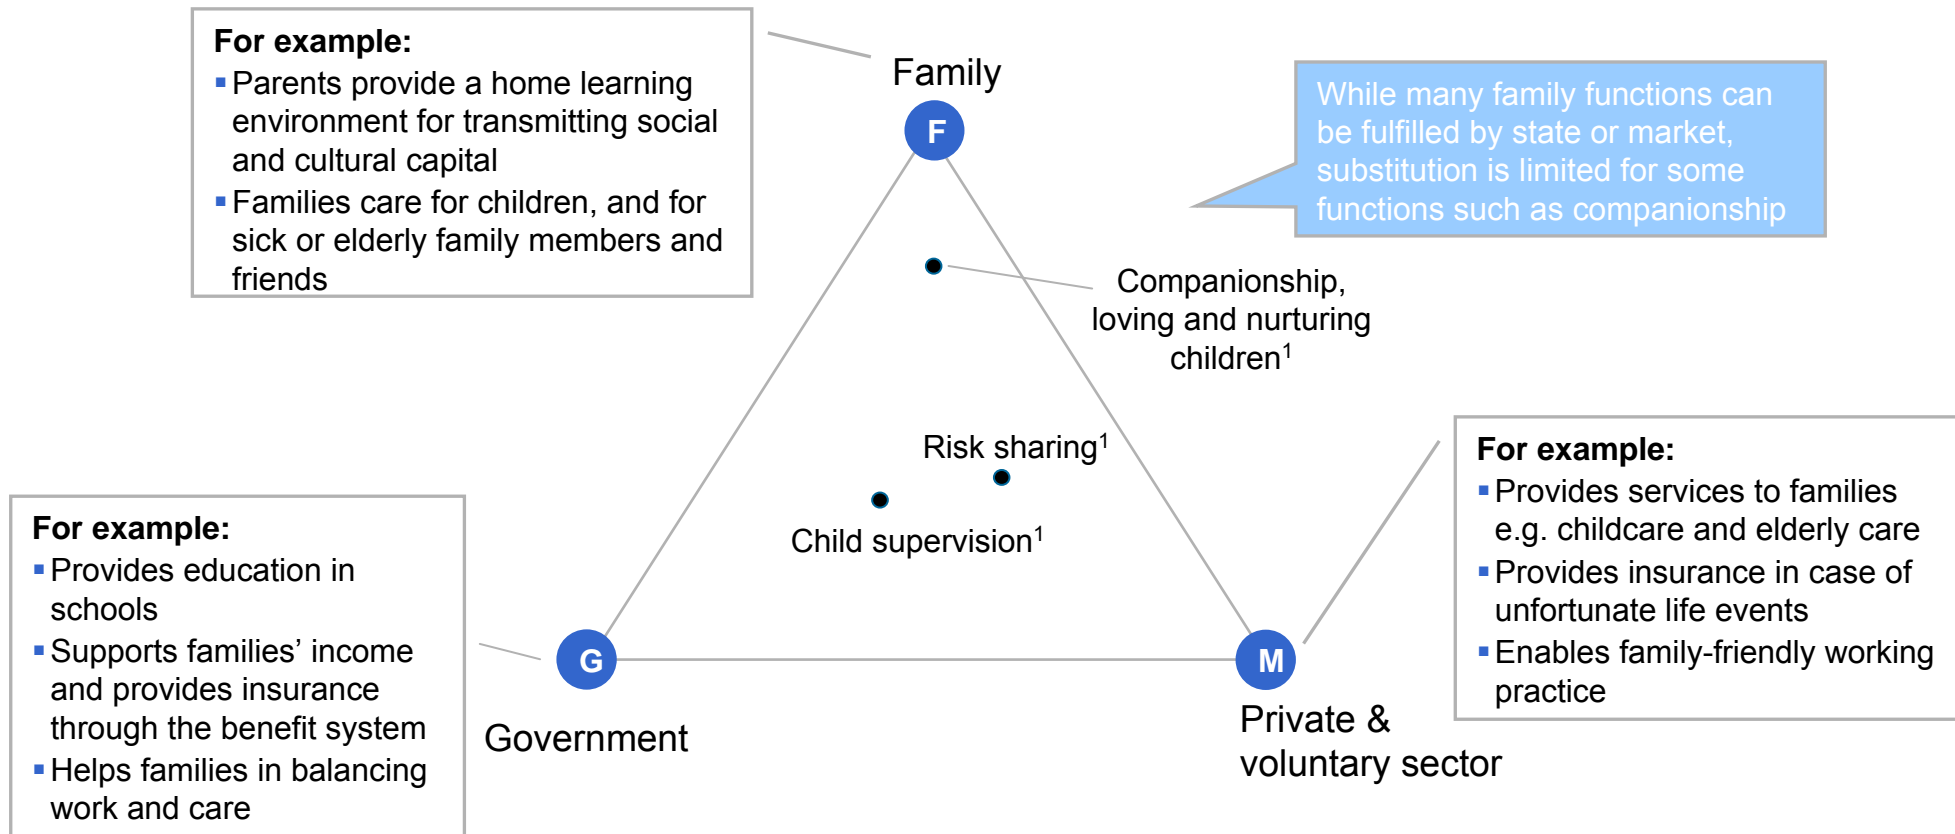 For example:
▪ Parents provide a home learning
environment for transmitting social
and cultural capital
▪ Families care for children, and for
sick or elderly family members and
friends
Family
F
While many family functions can
be fulfilled by state or market,
substitution is limited for some
functions such as companionship
Companionship,
loving and nurturing
children¹
Risk sharing¹
Child supervision¹
For example:
▪ Provides education in
schools
▪ Supports families’ income
and provides insurance
through the benefit system
▪ Helps families in balancing
work and care
G
Government
M
Private &
voluntary sector
For example:
▪ Provides services to families
e.g. childcare and elderly care
▪ Provides insurance in case of
unfortunate life events
▪ Enables family-friendly working
practice